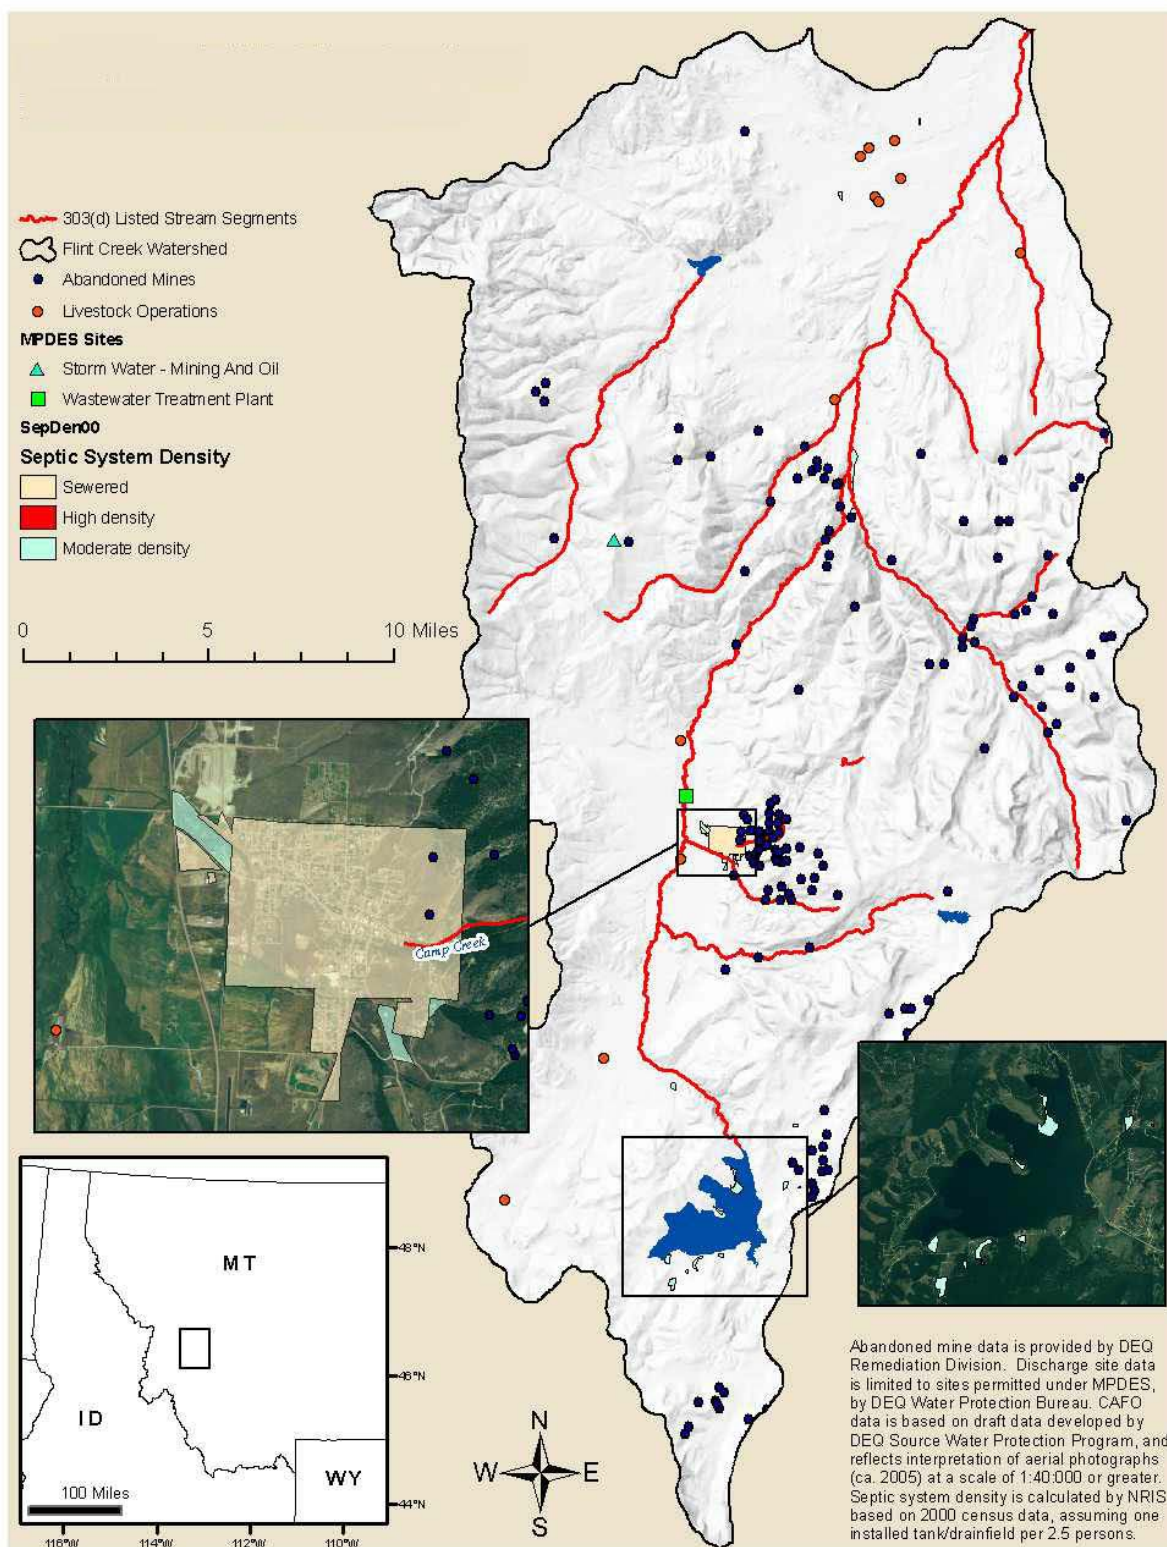 303(d) Listed Stream Segments
Flint Creek Watershed
Abandoned Mines
Livestock Operations
MPDES Sites
Storm Water - Mining And Oil
Wastewater Treatment Plant
SepDen00
Septic System Density
Sewered
High density
Moderate density
0 5 10 Miles
Camp Creek
MT
ID
WY
48°N
46°N
44°N
100 Miles
116°W 114°W 112°W 110°W
N
W E
S
Abandoned mine data is provided by DEQ
Remediation Division. Discharge site data
is limited to sites permitted under MPDES,
by DEQ Water Protection Bureau. CAFO
data is based on draft data developed by
DEQ Source Water Protection Program, and
reflects interpretation of aerial photographs
(ca. 2005) at a scale of 1:40:000 or greater.
Septic system density is calculated by NRIS
based on 2000 census data, assuming one
installed tank/drainfield per 2.5 persons.